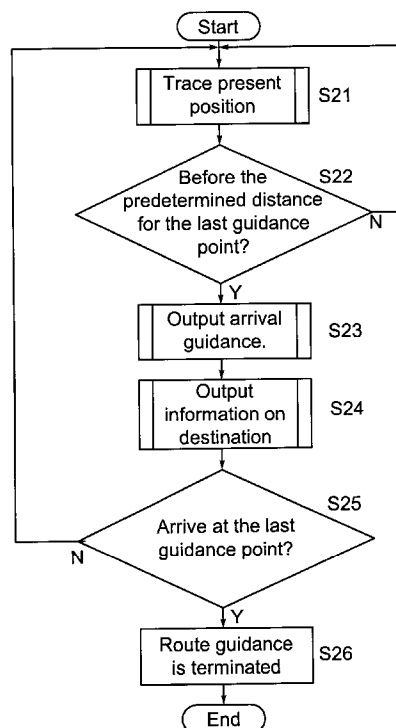 Start
Trace present
position
S21
S22
Before the
predetermined distance
for the last guidance
point?
N
Y
Output arrival
guidance.
S23
Output
information on
destination
S24
S25
Arrive at the last
guidance point?
N
Y
Route guidance
is terminated
S26
End